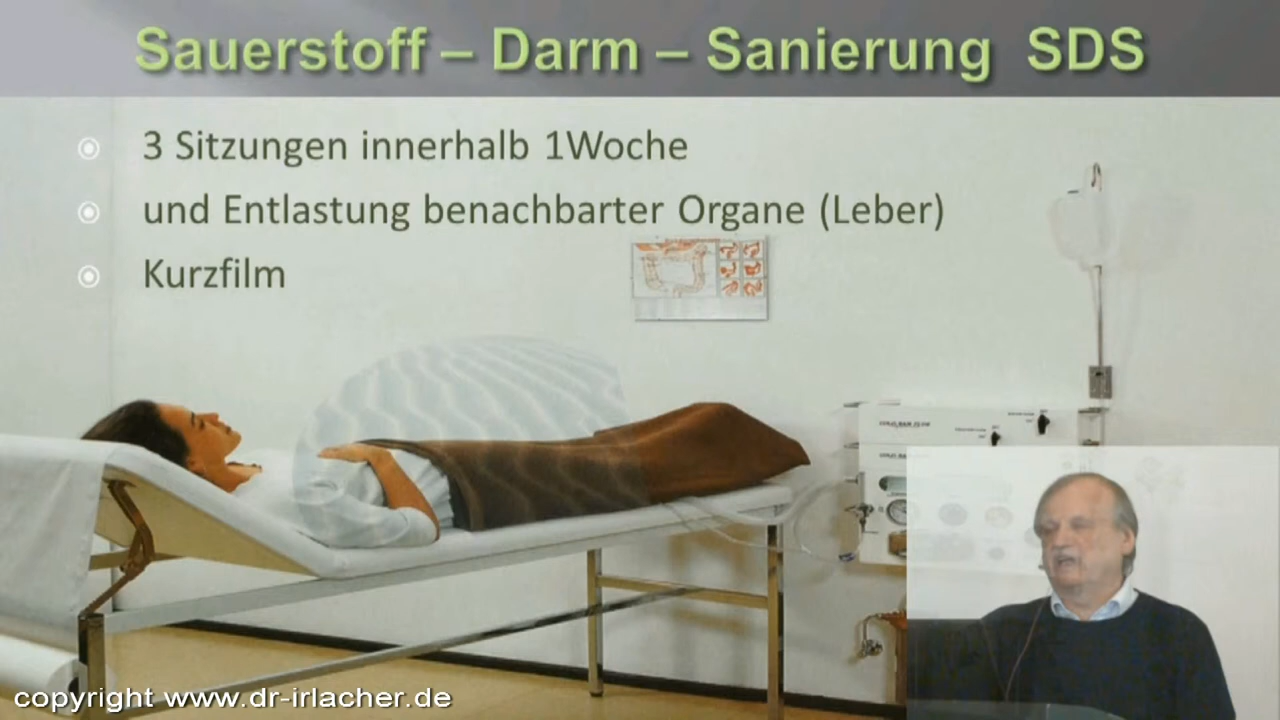 Sauerstoff – Darm – Sanierung SDS
3 Sitzungen innerhalb 1Woche
und Entlastung benachbarter Organe (Leber)
Kurzfilm
copyright www.dr-irlacher.de